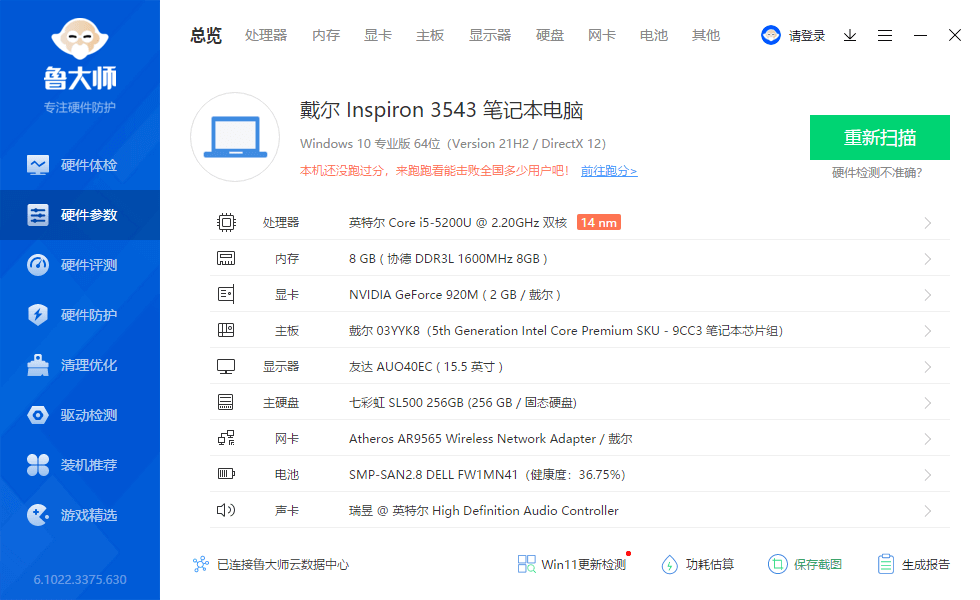 鲁大师
专注硬件防护
硬件体检
硬件参数
硬件评测
硬件防护
清理优化
驱动检测
装机推荐
游戏精选
6.1022.3375.630
总览 处理器 内存 显卡 主板 显示器 硬盘 网卡 电池 其他 请登录
戴尔 Inspiron 3543 笔记本电脑
Windows 10 专业版 64位（Version 21H2 / DirectX 12）
本机还没跑过分，来跑跑看能击败全国多少用户吧！ 前往跑分>
重新扫描
硬件检测不准确?
处理器 英特尔 Core i5-5200U @ 2.20GHz 双核 14 nm
内存 8 GB ( 协德 DDR3L 1600MHz 8GB )
显卡 NVIDIA GeForce 920M ( 2 GB / 戴尔 )
主板 戴尔 03YYK8（5th Generation Intel Core Premium SKU - 9CC3 笔记本芯片组）
显示器 友达 AUO40EC ( 15.5 英寸 )
主硬盘 七彩虹 SL500 256GB (256 GB / 固态硬盘)
网卡 Atheros AR9565 Wireless Network Adapter / 戴尔
电池 SMP-SAN2.8 DELL FW1MN41（健康度：36.75%）
声卡 瑞昱 @ 英特尔 High Definition Audio Controller
已连接鲁大师云数据中心 Win11更新检测 功耗估算 保存截图 生成报告